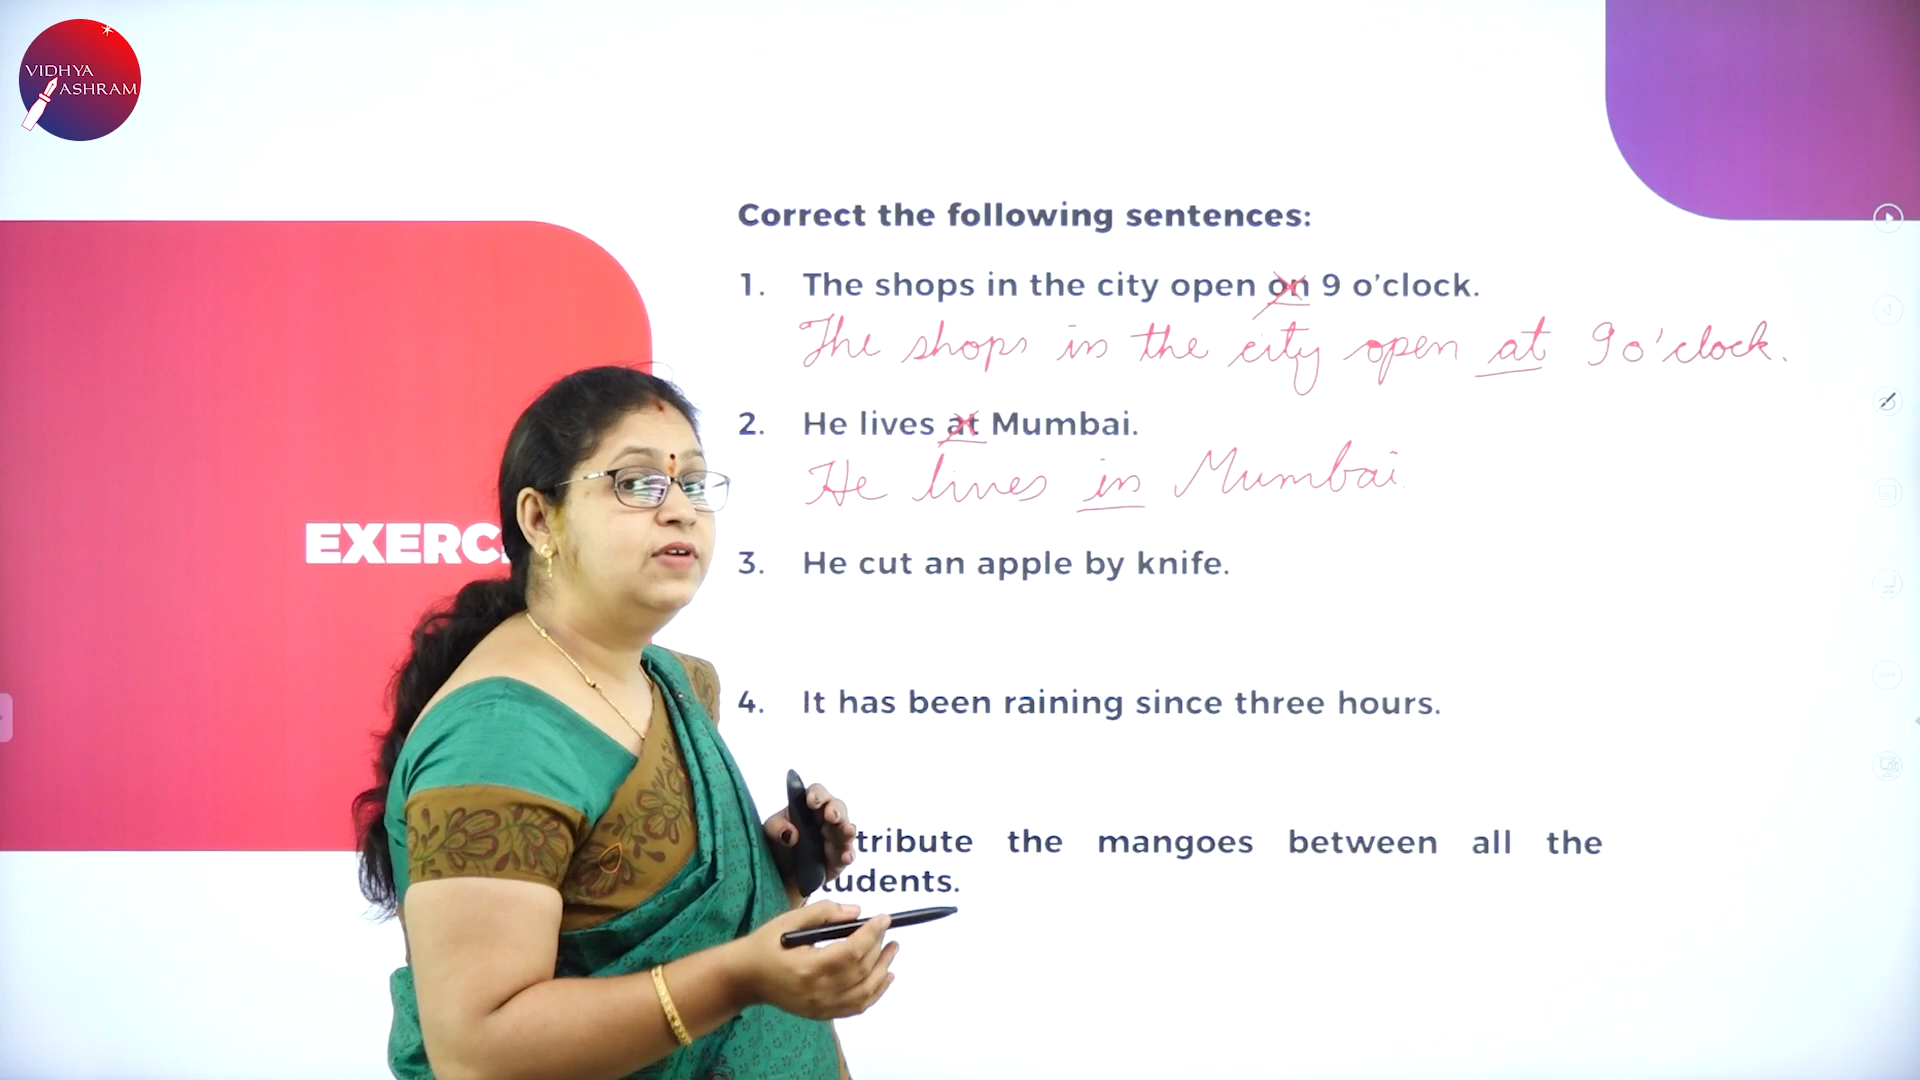 VIDHYA
ASHRAM
Correct the following sentences:
1. The shops in the city open on 9 o'clock.
The shops in the city open at 9 o'clock.
2. He lives at Mumbai.
He lives in Mumbai
EXERC
3. He cut an apple by knife.
4. It has been raining since three hours.
tribute the mangoes between all the
tudents.